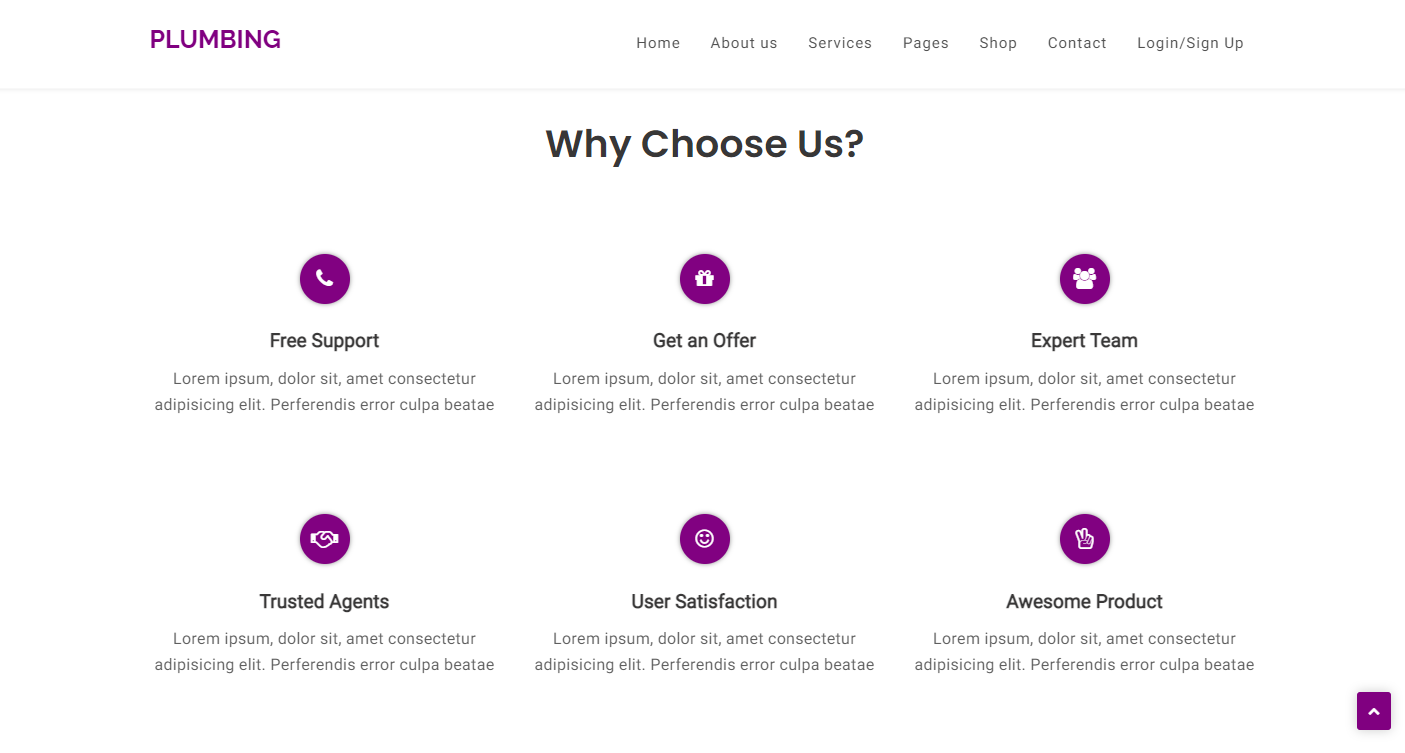 PLUMBING
Home About us Services Pages Shop Contact Login/Sign Up
Why Choose Us?
Free Support
Lorem ipsum, dolor sit, amet consectetur
adipisicing elit. Perferendis error culpa beatae
Get an Offer
Lorem ipsum, dolor sit, amet consectetur
adipisicing elit. Perferendis error culpa beatae
Expert Team
Lorem ipsum, dolor sit, amet consectetur
adipisicing elit. Perferendis error culpa beatae
Trusted Agents
Lorem ipsum, dolor sit, amet consectetur
adipisicing elit. Perferendis error culpa beatae
User Satisfaction
Lorem ipsum, dolor sit, amet consectetur
adipisicing elit. Perferendis error culpa beatae
Awesome Product
Lorem ipsum, dolor sit, amet consectetur
adipisicing elit. Perferendis error culpa beatae